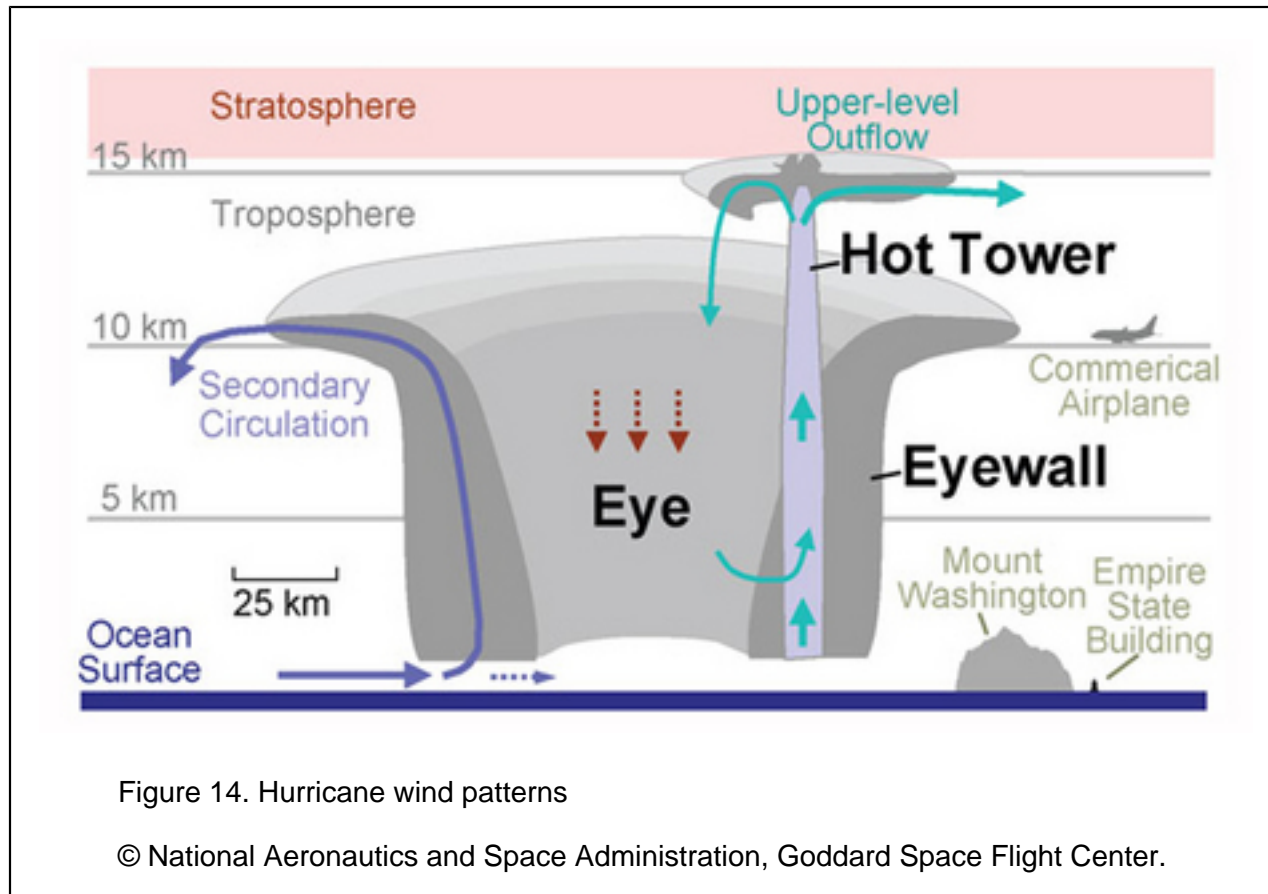 Stratosphere
Upper-level
Outflow
15 km
Troposphere
Hot Tower
10 km
Secondary
Circulation
Commerical
Airplane
Eyewall
5 km
Eye
25 km
Mount
Washington
Empire
State
Building
Ocean
Surface
Figure 14. Hurricane wind patterns
© National Aeronautics and Space Administration, Goddard Space Flight Center.